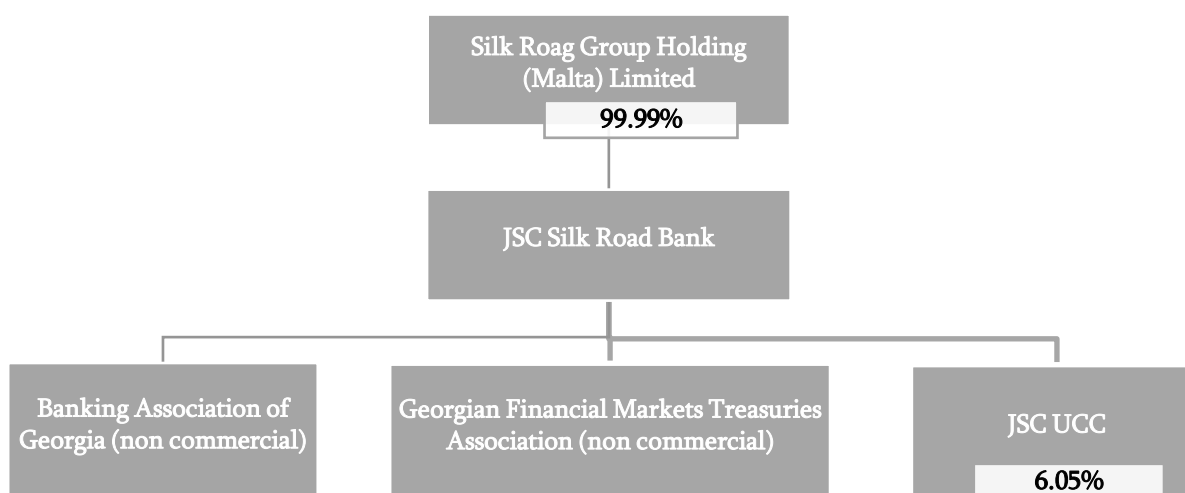 Silk Roag Group Holding
(Malta) Limited
99.99%
JSC Silk Road Bank
Banking Association of
Georgia (non commercial)
Georgian Financial Markets Treasuries
Association (non commercial)
JSC UCC
6.05%